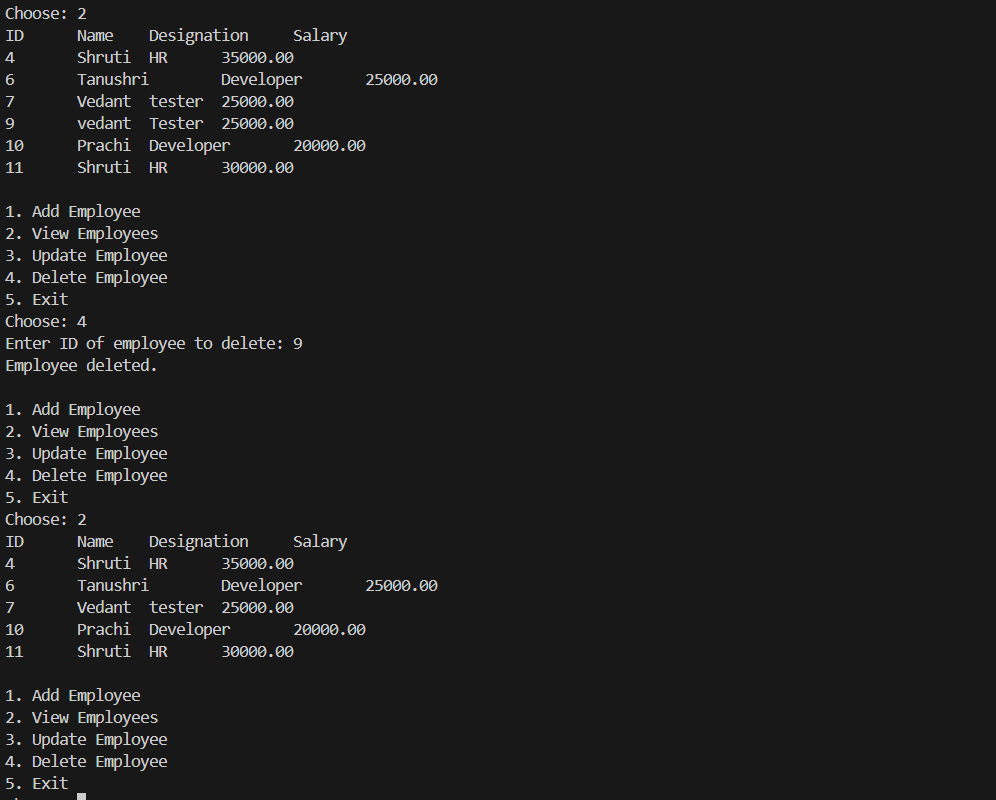 Choose: 2
ID      Name    Designation     Salary
4       Shruti  HR      35000.00
6       Tanushri        Developer       25000.00
7       Vedant  tester  25000.00
9       vedant  Tester  25000.00
10      Prachi  Developer       20000.00
11      Shruti  HR      30000.00

1. Add Employee
2. View Employees
3. Update Employee
4. Delete Employee
5. Exit
Choose: 4
Enter ID of employee to delete: 9
Employee deleted.

1. Add Employee
2. View Employees
3. Update Employee
4. Delete Employee
5. Exit
Choose: 2
ID      Name    Designation     Salary
4       Shruti  HR      35000.00
6       Tanushri        Developer       25000.00
7       Vedant  tester  25000.00
10      Prachi  Developer       20000.00
11      Shruti  HR      30000.00

1. Add Employee
2. View Employees
3. Update Employee
4. Delete Employee
5. Exit